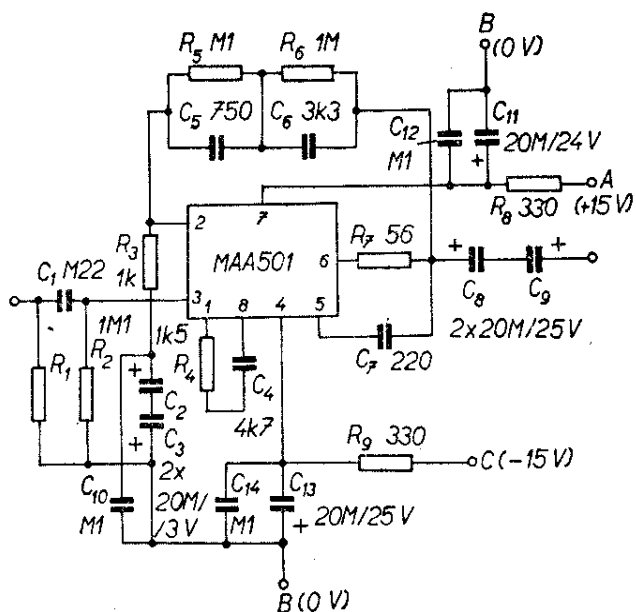 R5 M1
R6 1M
B
(0 V)
C5 750
C6 3k3
C12
M1
C11
20M/24V
+
A
R8 330
(+15V)
2
7
MAA501
6
R7 56
R3
1k
C1 M22
3
1
8
4
5
+
C8
+
C9
2x20M/25V
C7 220
1M1
1k5
R1
R2
R4
C4
4k7
+
C2
+
C3
2x
20M/
/3V
R9 330
C(-15V)
C10
M1
C14
M1
C13
20M/25V
+
B(0 V)